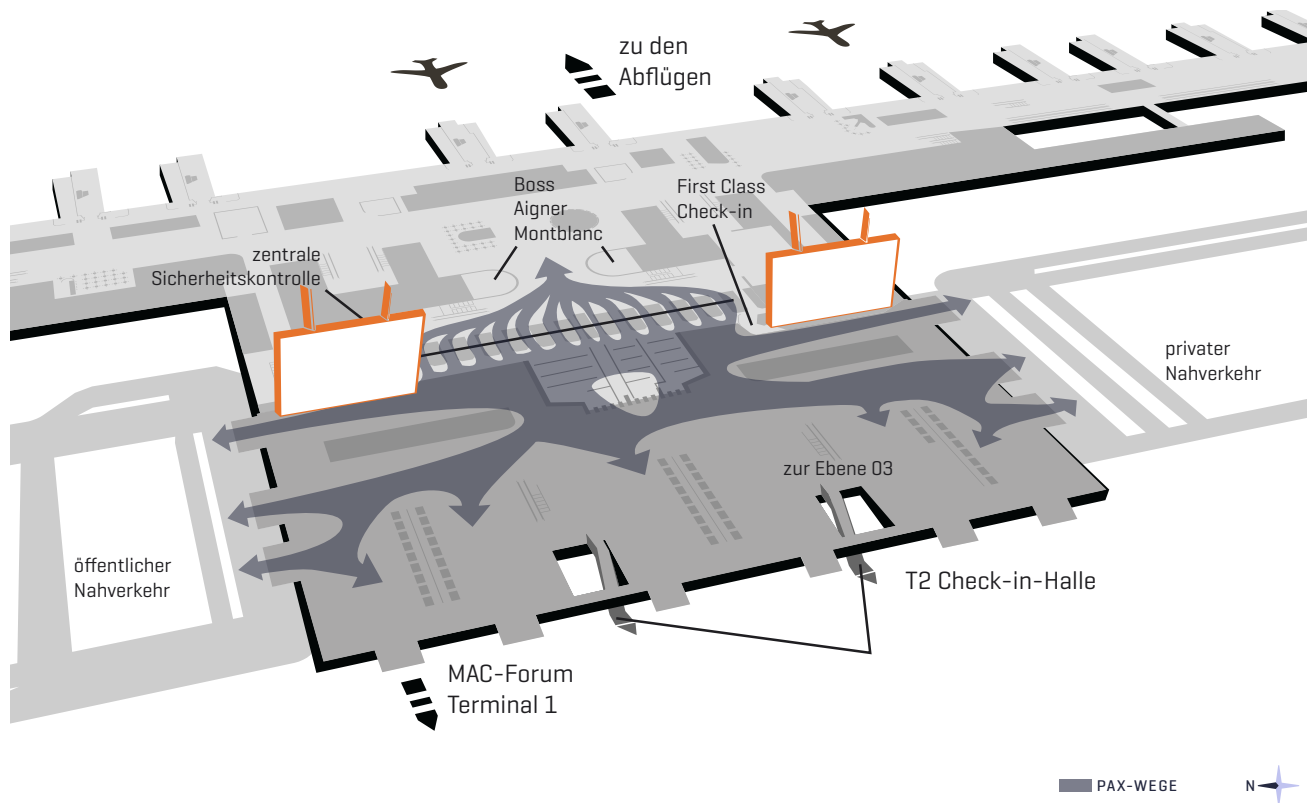 zu den
Abflügen
Boss
Aigner
Montblanc
First Class
Check-in
zentrale
Sicherheitskontrolle
privater
Nahverkehr
zur Ebene 03
öffentlicher
Nahverkehr
T2 Check-in-Halle
MAC-Forum
Terminal 1
PAX-WEGE
N